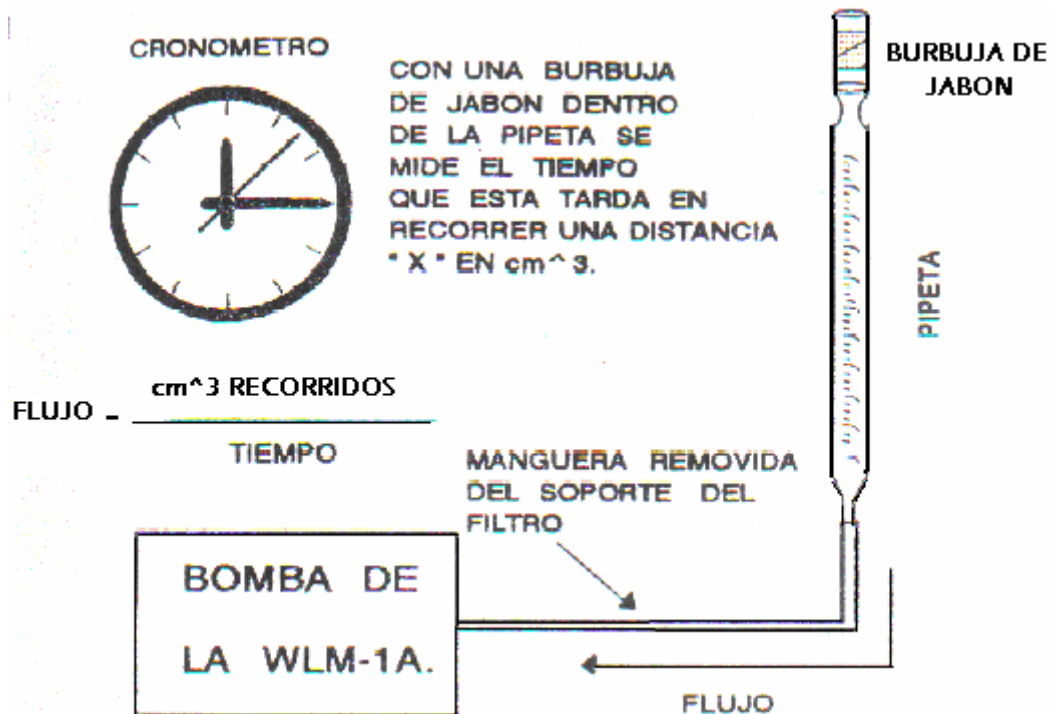 CRONOMETRO
CON UNA BURBUJA
DE JABON DENTRO
DE LA PIPETA SE
MIDE EL TIEMPO
QUE ESTA TARDA EN
RECORRER UNA DISTANCIA
" X " EN cm^3.
BURBUJA DE
JABON
PIPETA
cm^3 RECORRIDOS
FLUJO =
TIEMPO
MANGUERA REMOVIDA
DEL SOPORTE DEL
FILTRO
BOMBA DE
LA WLM-1A.
FLUJO